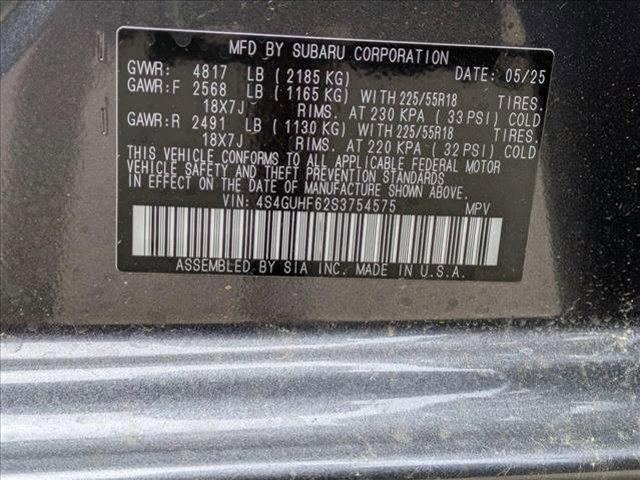 MFD BY SUBARU CORPORATION
GVWR: 4817 LB (2185 KG) DATE: 05/25
GAWR:F 2568 LB (1165 KG) WITH 225/55R18 TIRES.
18X7J RIMS. AT 230 KPA (33 PSI) COLD
GAWR:R 2491 LB (1130 KG) WITH 225/55R18 TIRES.
18X7J RIMS. AT 220 KPA (32 PSI) COLD
THIS VEHICLE CONFORMS TO ALL APPLICABLE FEDERAL MOTOR
VEHICLE SAFETY AND THEFT PREVENTION STANDARDS
IN EFFECT ON THE DATE OF MANUFACTURE SHOWN ABOVE.
VIN: 4S4GUHF62S3754575 MPV
ASSEMBLED BY SIA INC. MADE IN U.S.A.